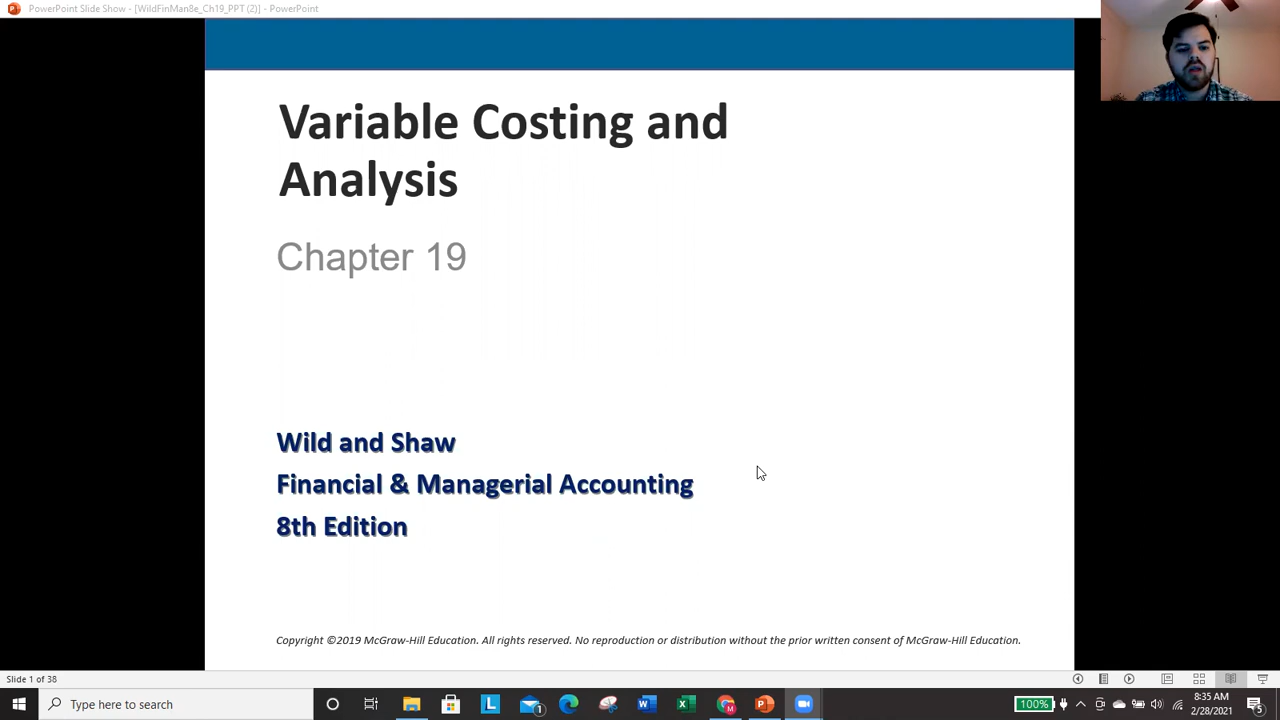 PowerPoint Slide Show - [WildFinMan8e_Ch19_PPT (2)] - PowerPoint
Variable Costing and
Analysis
Chapter 19
Wild and Shaw
Financial & Managerial Accounting
8th Edition
Copyright ©2019 McGraw-Hill Education. All rights reserved. No reproduction or distribution without the prior written consent of McGraw-Hill Education.
Slide 1 of 38
Type here to search
100%
8:35 AM
2/28/2021